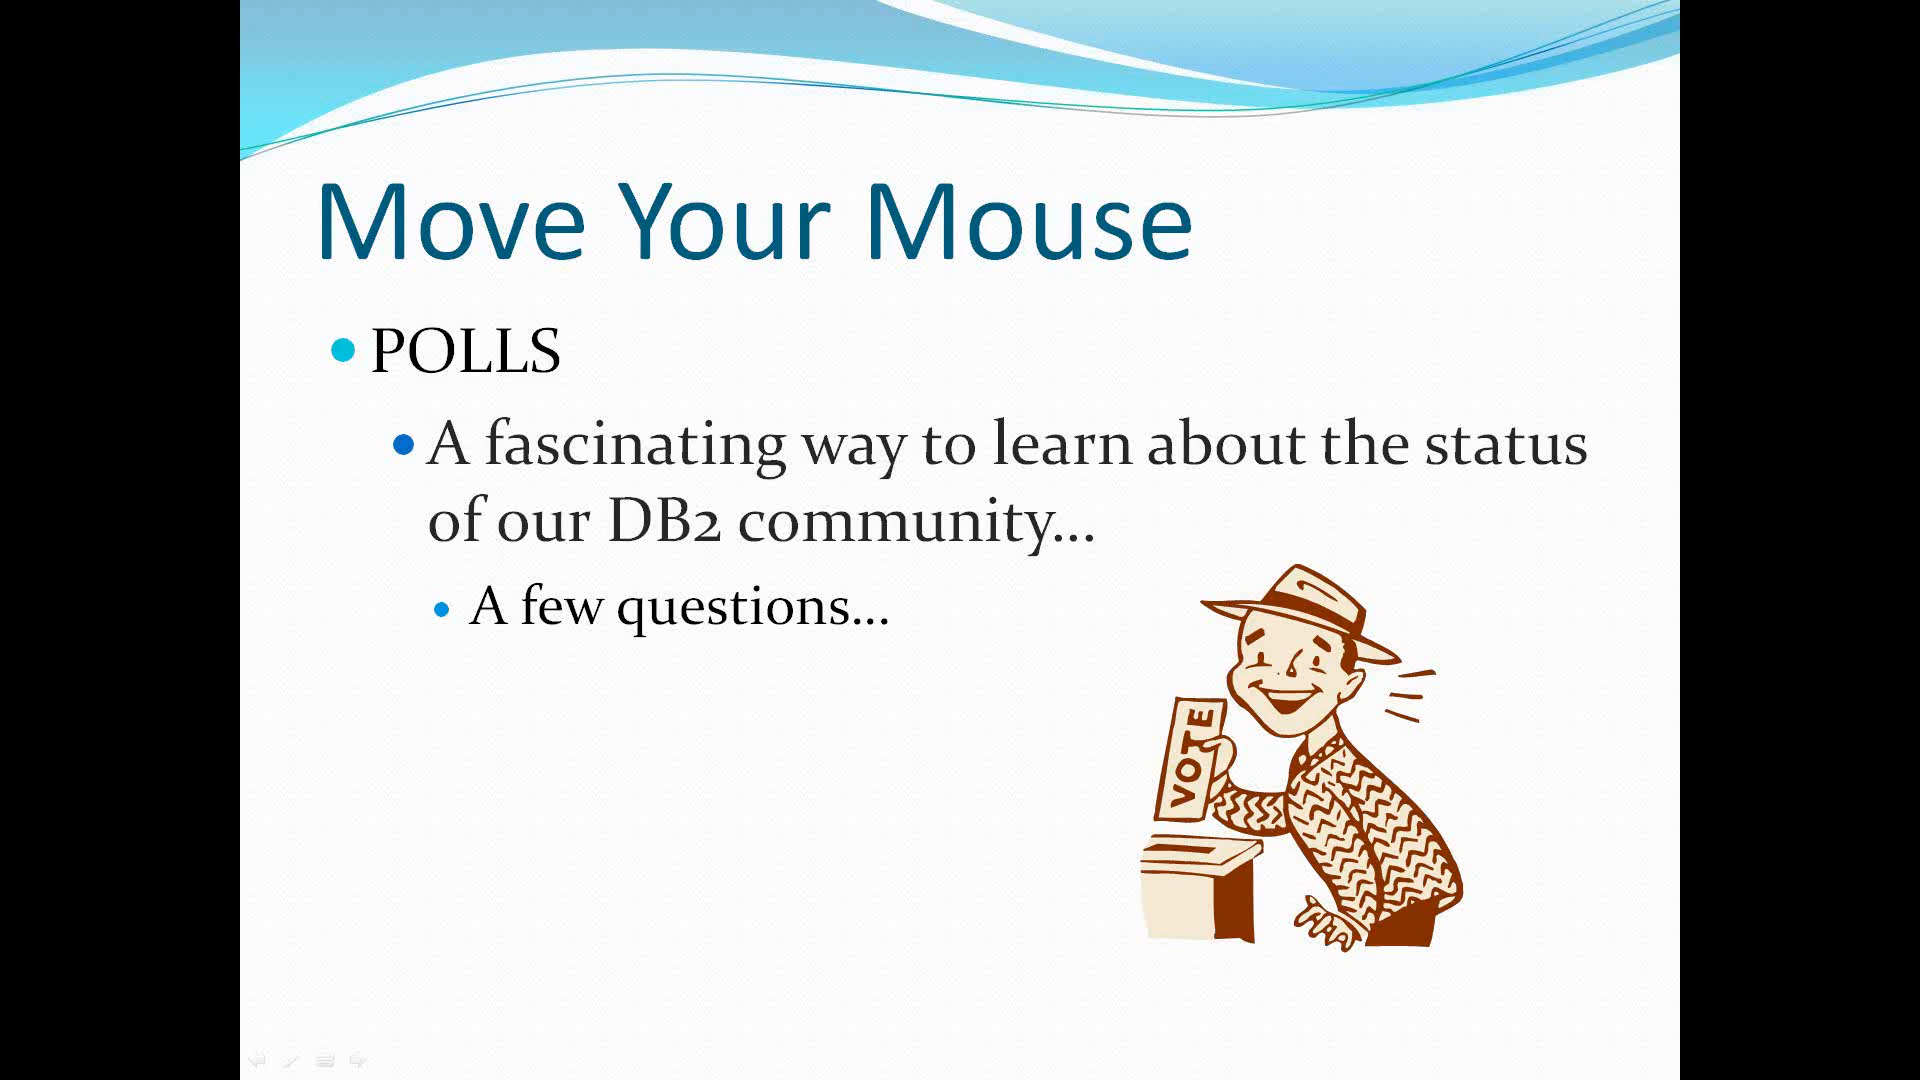 Move Your Mouse
POLLS
A fascinating way to learn about the status
of our DB2 community...
A few questions...
VOTE